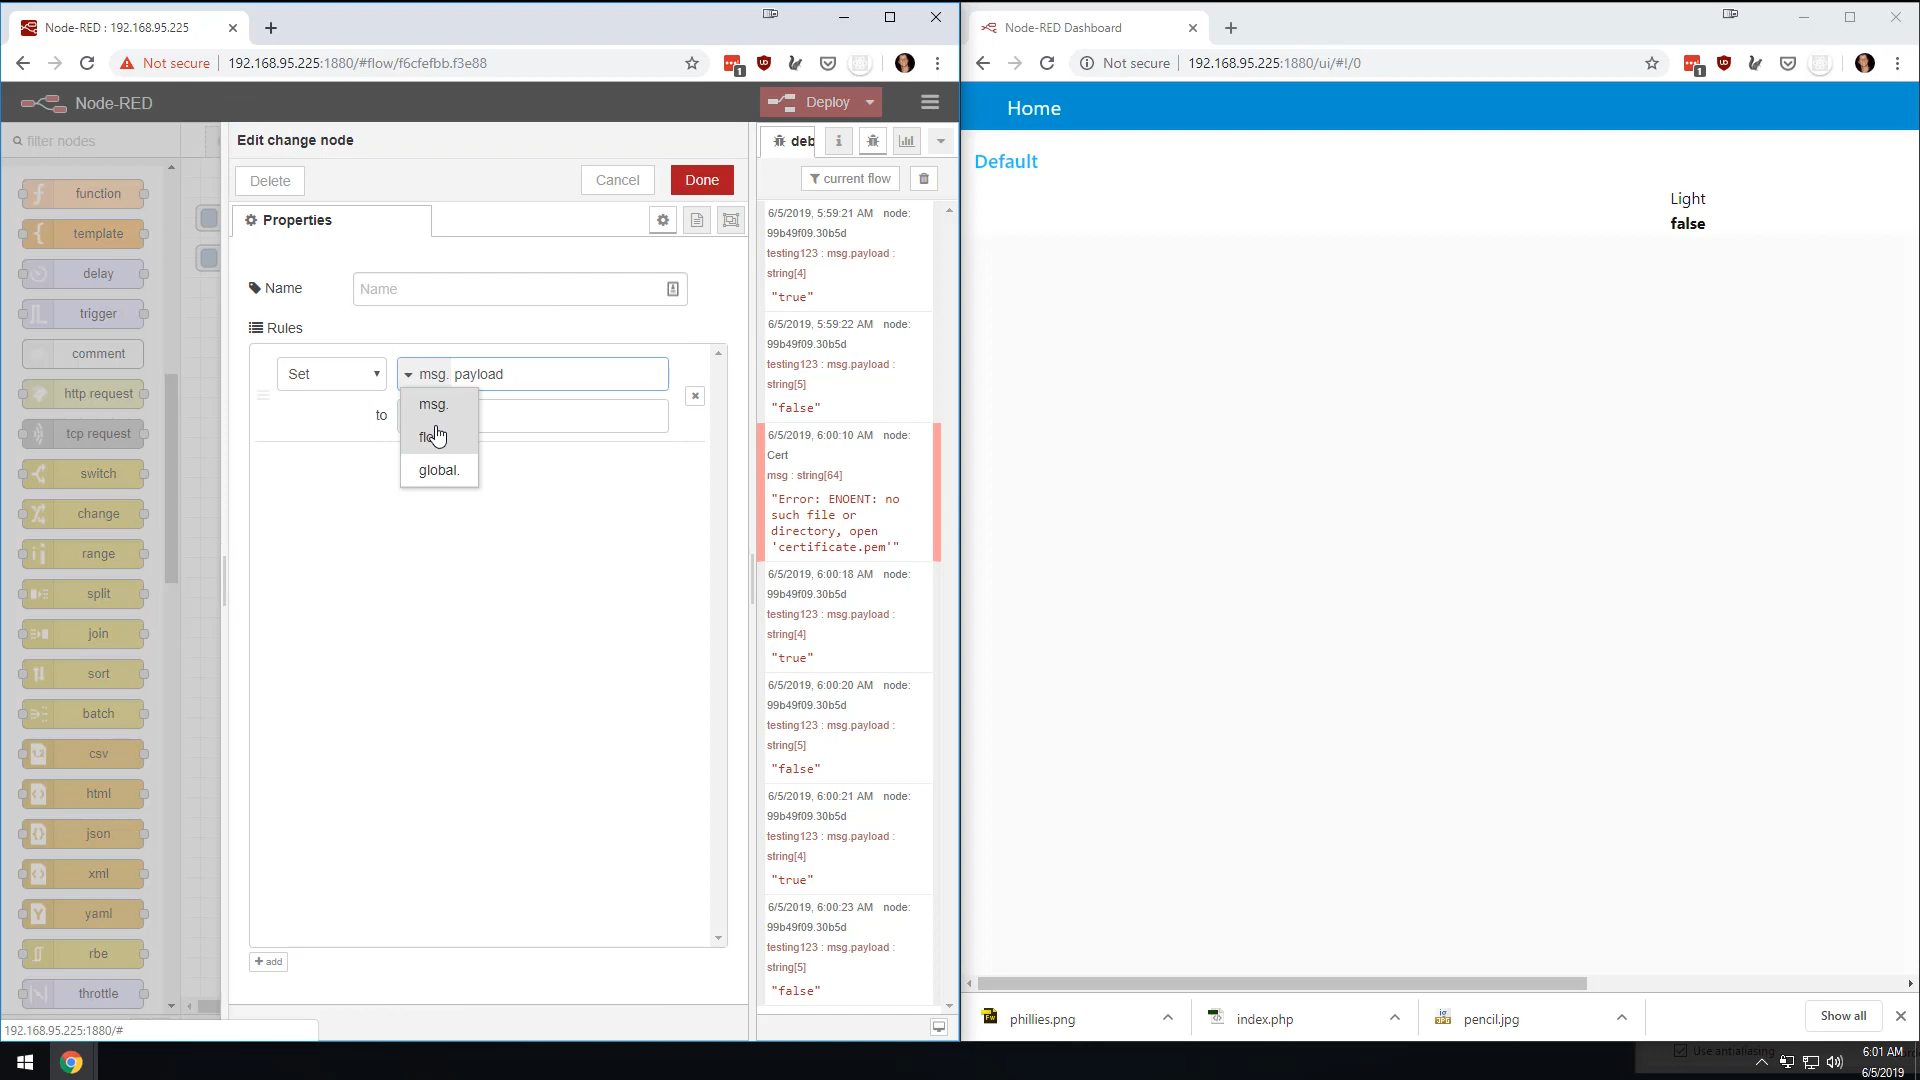 Node-RED : 192.168.95.225
Not secure
192.168.95.225:1880/#flow/f6cfefbb.f3e88
1
Node-RED
Deploy
filter nodes
function
template
delay
trigger
comment
http request
tcp request
switch
change
range
split
join
sort
batch
csv
html
json
xml
yaml
rbe
throttle
Edit change node
Delete
Cancel
Done
Properties
Name
Name
Rules
Set
msg. payload
to
msg.
global.
add
192.168.95.225:1880/#
deb
current flow
6/5/2019, 5:59:21 AM node:
99b49f09.30b5d
testing123 : msg.payload :
string[4]
"true"
6/5/2019, 5:59:22 AM node:
99b49f09.30b5d
testing123 : msg.payload :
string[5]
"false"
6/5/2019, 6:00:10 AM node:
Cert
msg : string[64]
"Error: ENOENT: no
such file or
directory, open
'certificate.pem'"
6/5/2019, 6:00:18 AM node:
99b49f09.30b5d
testing123 : msg.payload :
string[4]
"true"
6/5/2019, 6:00:20 AM node:
99b49f09.30b5d
testing123 : msg.payload :
string[5]
"false"
6/5/2019, 6:00:21 AM node:
99b49f09.30b5d
testing123 : msg.payload :
string[4]
"true"
6/5/2019, 6:00:23 AM node:
99b49f09.30b5d
testing123 : msg.payload :
string[5]
"false"
Node-RED Dashboard
Not secure
192.168.95.225:1880/ui/#!/0
1
Home
Default
Light
false
phillies.png
index.php
pencil.jpg
Show all
Use antialiasing
6:01 AM
6/5/2019